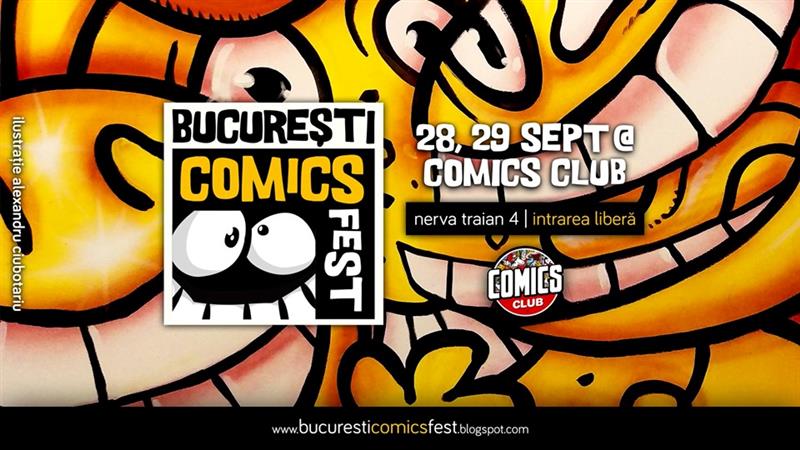 ilustrație alexandru ciubotariu
BUCUREȘTI
COMICS
FEST
28, 29 SEPT @
COMICS CLUB
nerva traian 4 | intrarea liberă
COMICS
CLUB
www.bucuresticomicsfest.blogspot.com